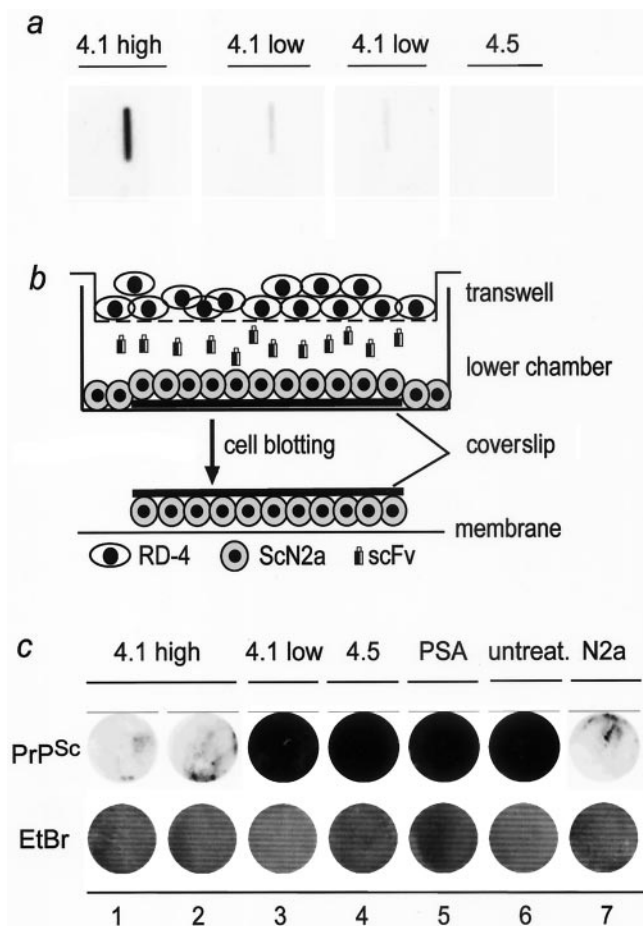 a
4.1 high 4.1 low 4.1 low 4.5
b
transwell
lower chamber
cell blotting
coverslip
membrane
RD-4 ScN2a scFv
c
4.1 high 4.1 low 4.5 PSA untreat. N2a
PrPSc
EtBr
1 2 3 4 5 6 7